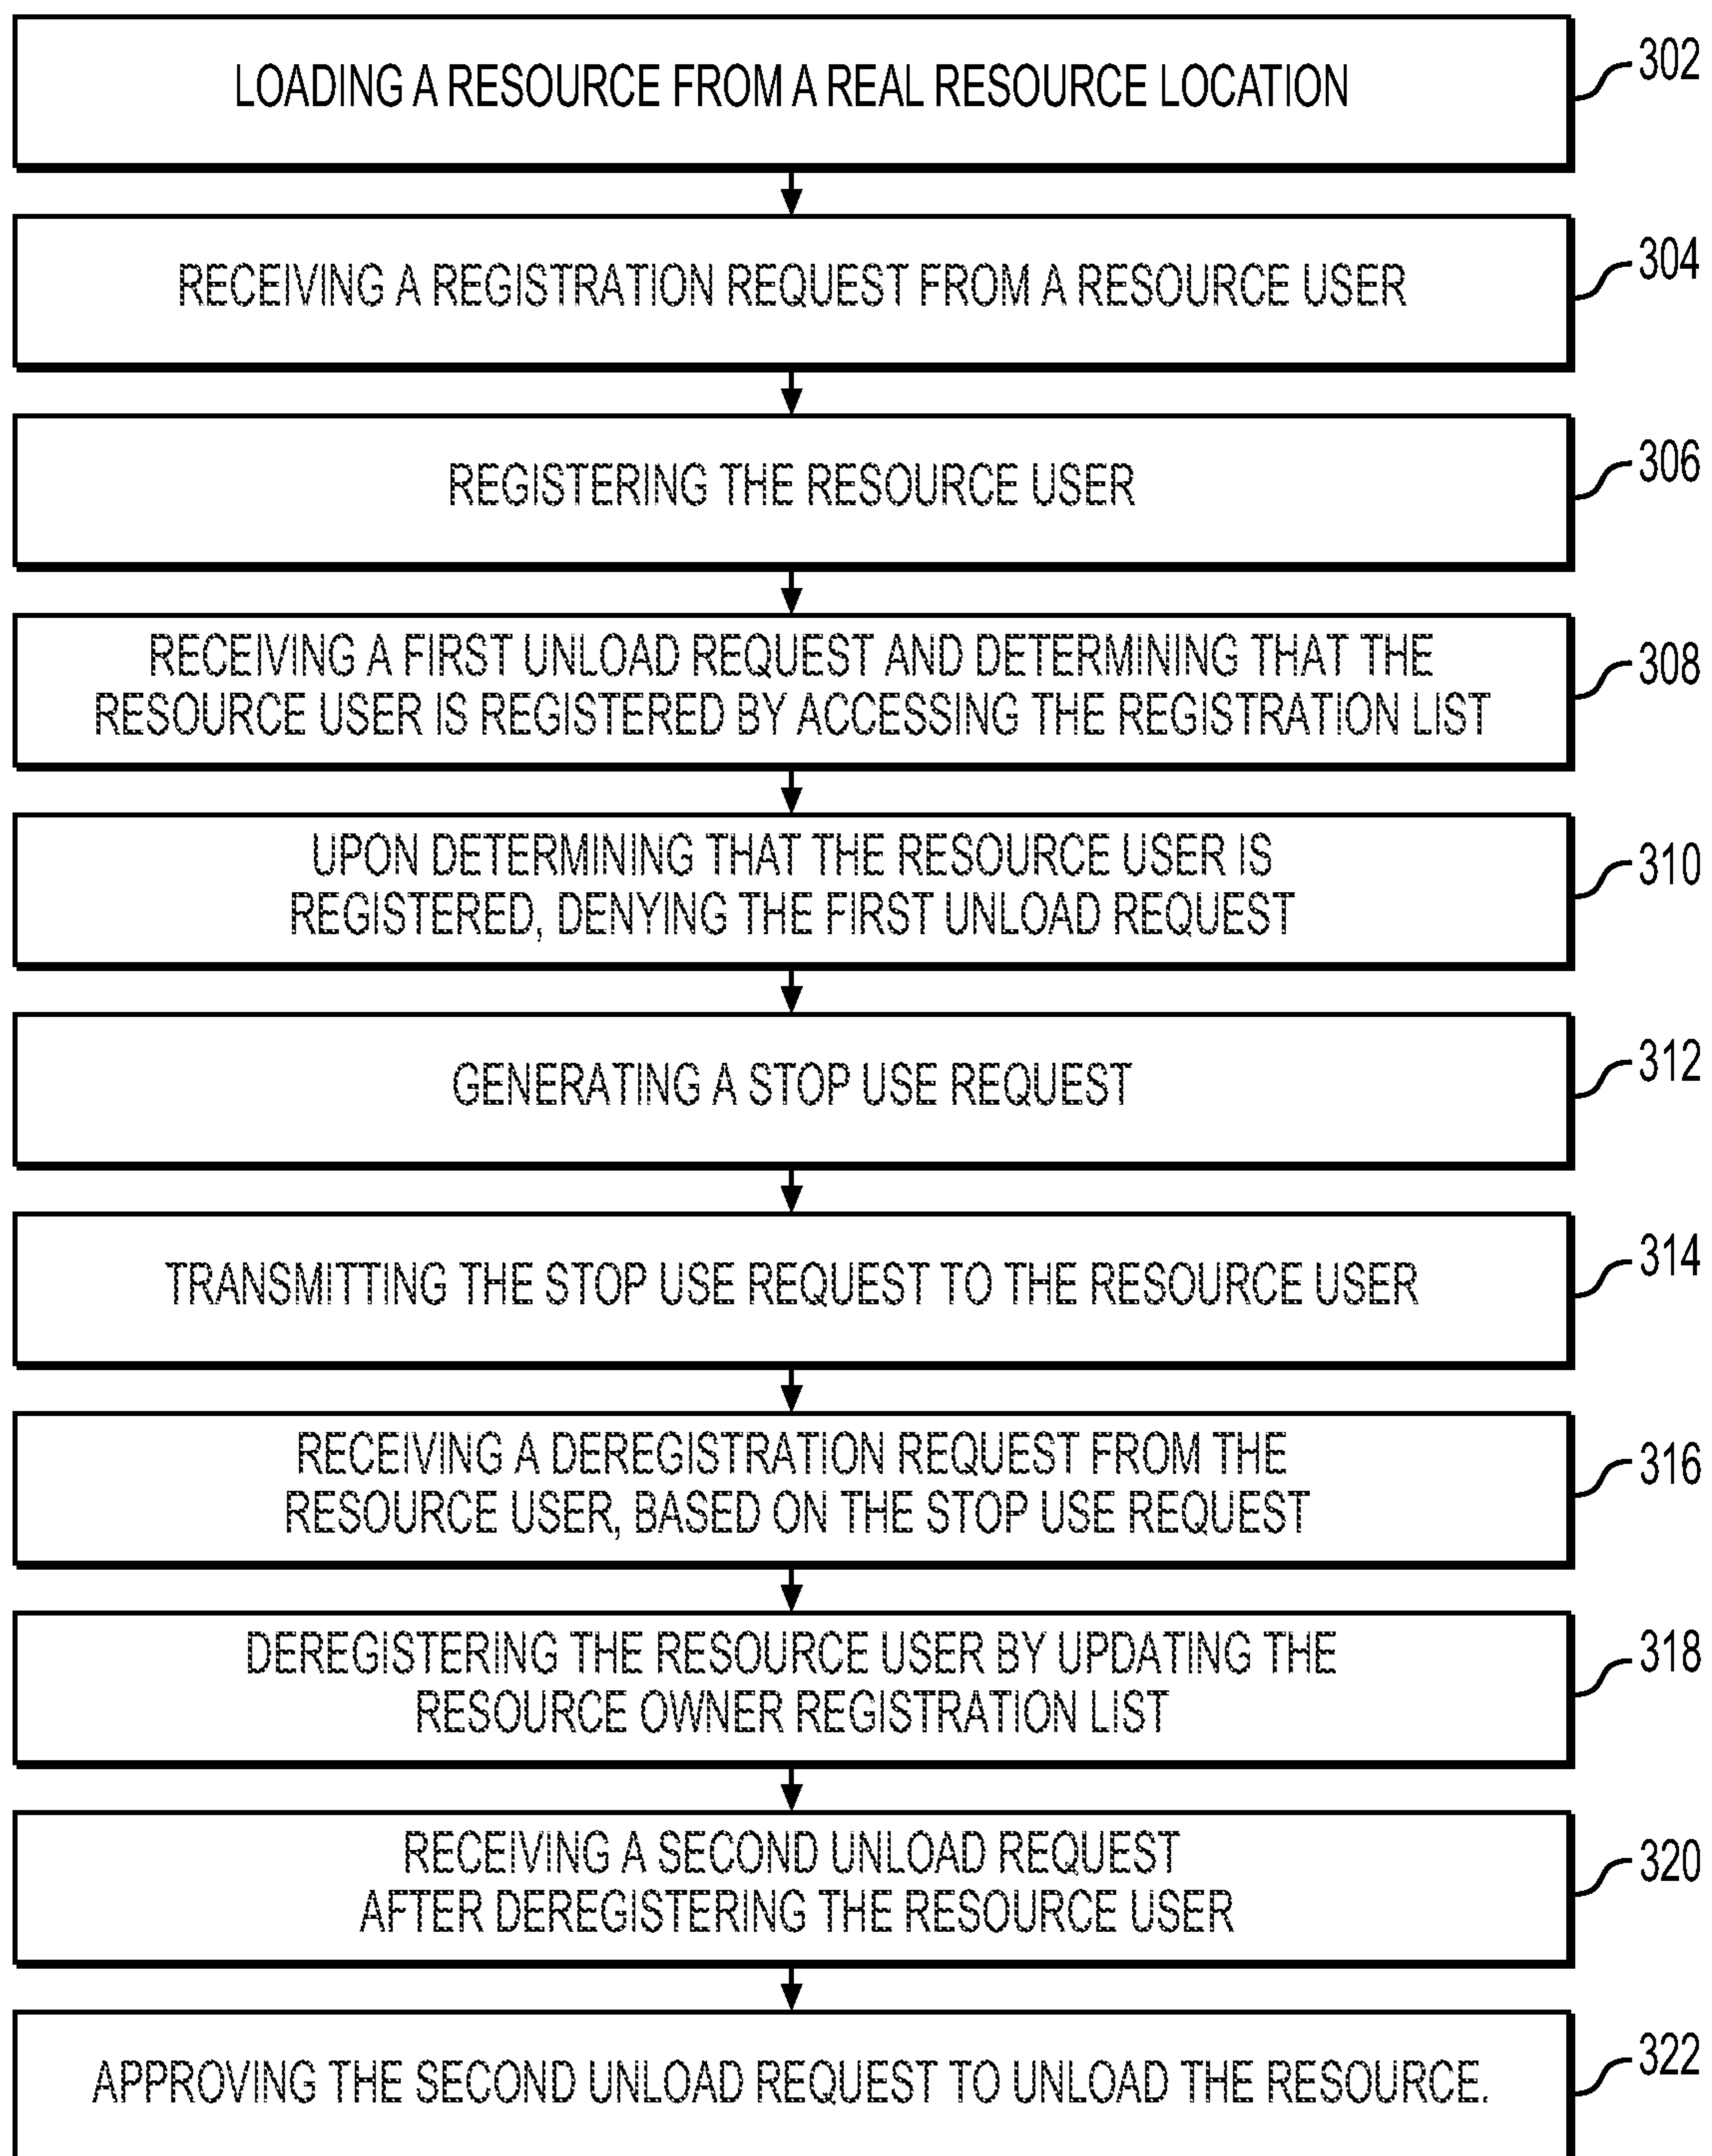 LOADING A RESOURCE FROM A REAL RESOURCE LOCATION
302
RECEIVING A REGISTRATION REQUEST FROM A RESOURCE USER
304
REGISTERING THE RESOURCE USER
306
RECEIVING A FIRST UNLOAD REQUEST AND DETERMINING THAT THE
RESOURCE USER IS REGISTERED BY ACCESSING THE REGISTRATION LIST
308
UPON DETERMINING THAT THE RESOURCE USER IS
REGISTERED, DENYING THE FIRST UNLOAD REQUEST
310
GENERATING A STOP USE REQUEST
312
TRANSMITTING THE STOP USE REQUEST TO THE RESOURCE USER
314
RECEIVING A DEREGISTRATION REQUEST FROM THE
RESOURCE USER, BASED ON THE STOP USE REQUEST
316
DEREGISTERING THE RESOURCE USER BY UPDATING THE
RESOURCE OWNER REGISTRATION LIST
318
RECEIVING A SECOND UNLOAD REQUEST
AFTER DEREGISTERING THE RESOURCE USER
320
APPROVING THE SECOND UNLOAD REQUEST TO UNLOAD THE RESOURCE.
322